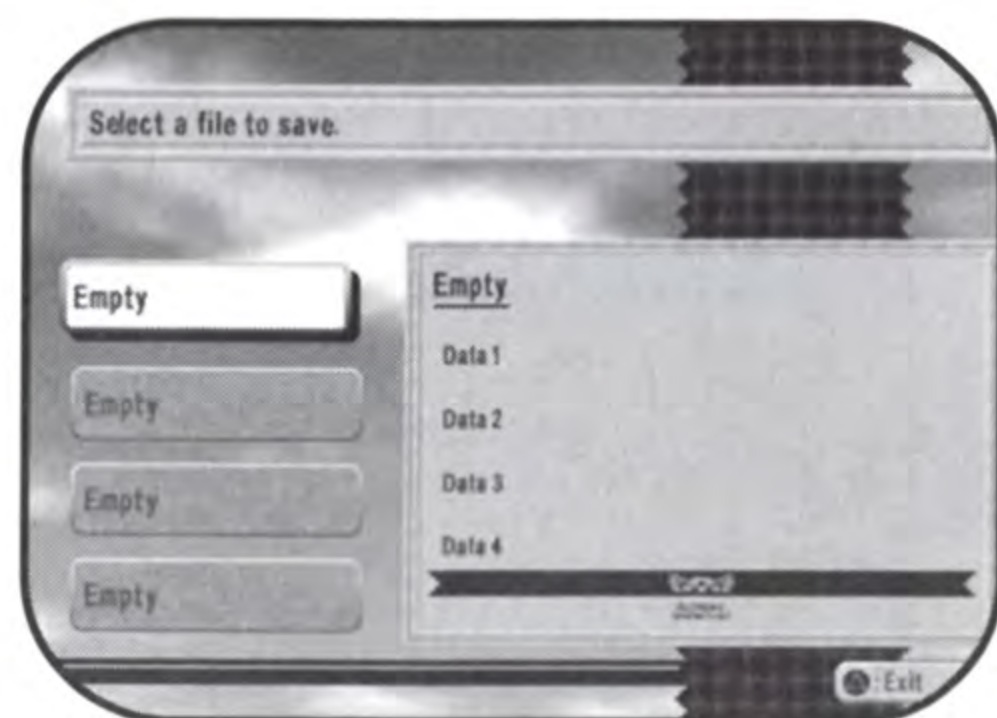 Select a file to save.
Empty
Empty
Empty
Empty
Empty
Data 1
Data 2
Data 3
Data 4
:Exit